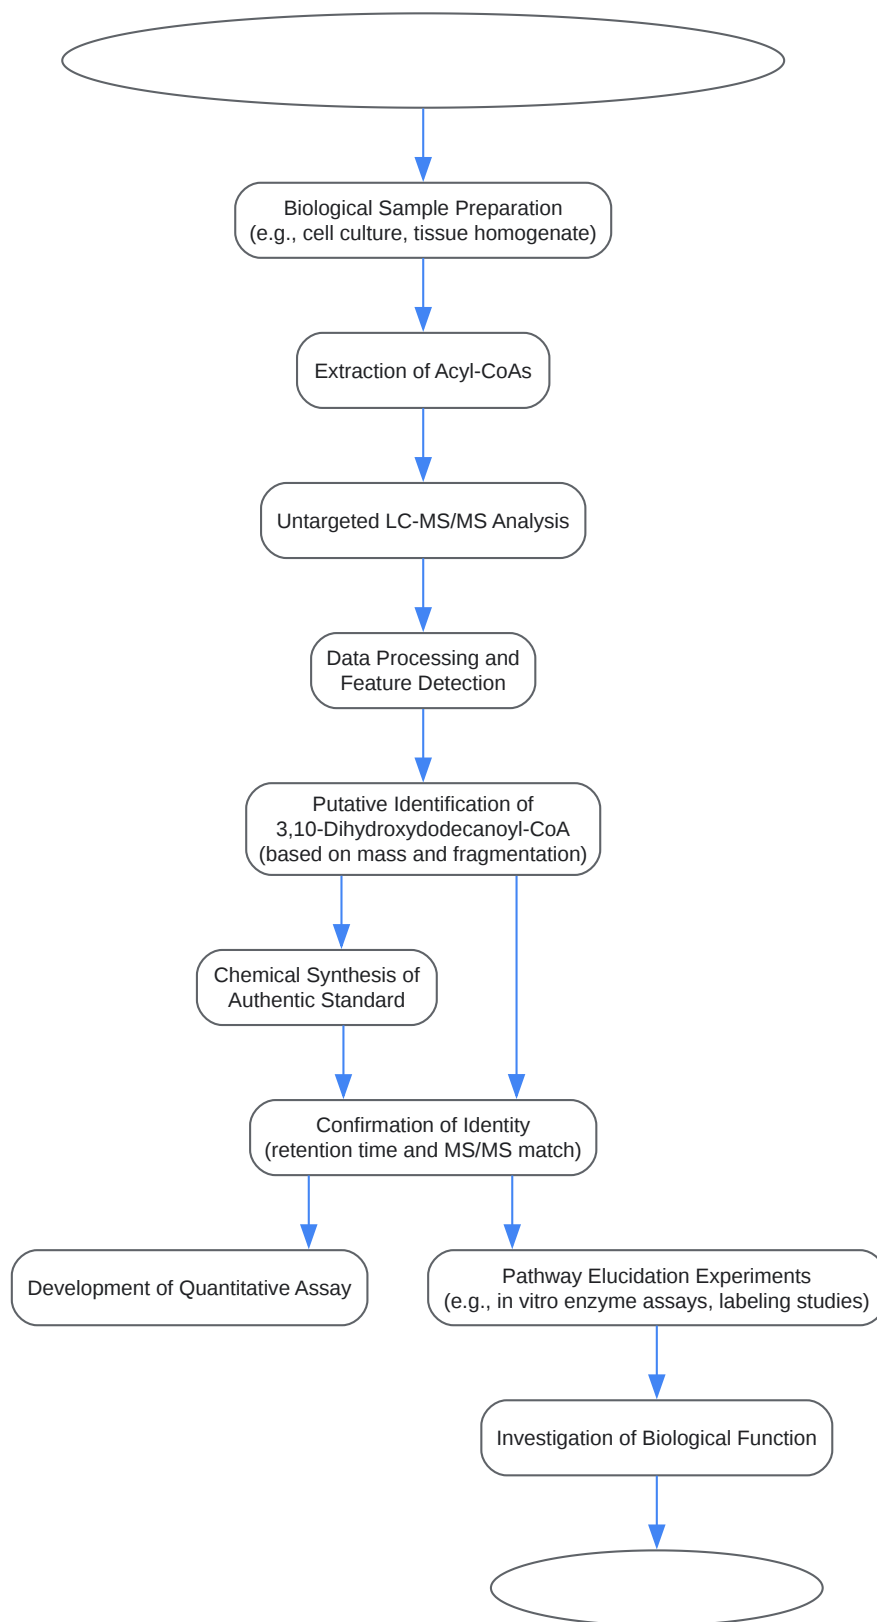 Biological Sample Preparation
(e.g., cell culture, tissue homogenate)
Extraction of Acyl-CoAs
Untargeted LC-MS/MS Analysis
Data Processing and
Feature Detection
Putative Identification of
3,10-Dihydroxydodecanoyl-CoA
(based on mass and fragmentation)
Chemical Synthesis of
Authentic Standard
Confirmation of Identity
(retention time and MS/MS match)
Development of Quantitative Assay
Pathway Elucidation Experiments
(e.g., in vitro enzyme assays, labeling studies)
Investigation of Biological Function